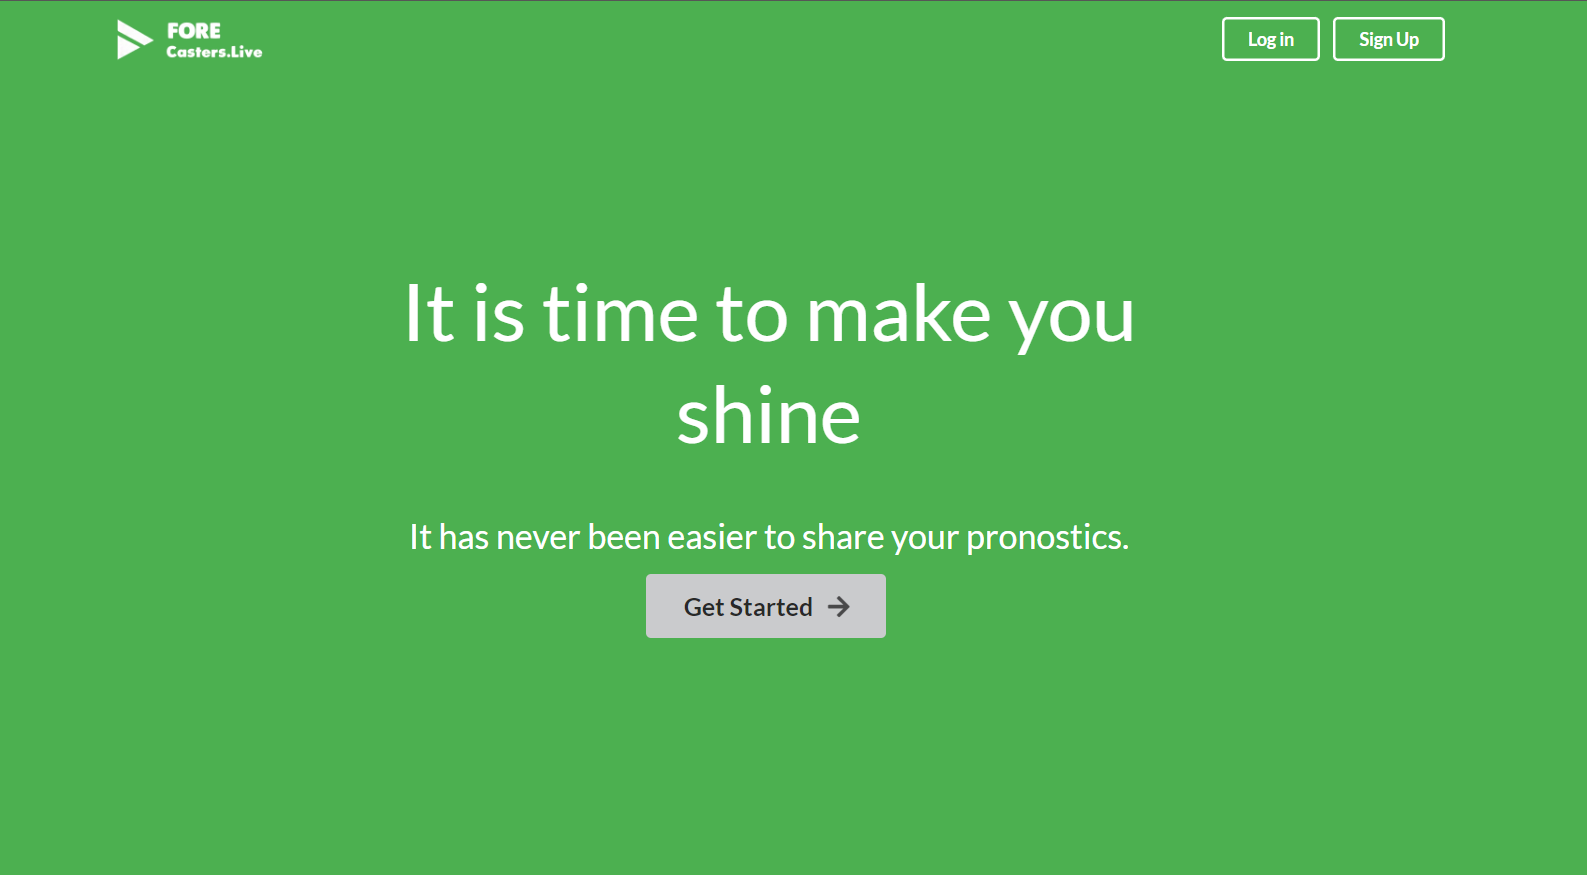 FORE
Casters.Live
Log in
Sign Up
It is time to make you
shine
It has never been easier to share your pronostics.
Get Started